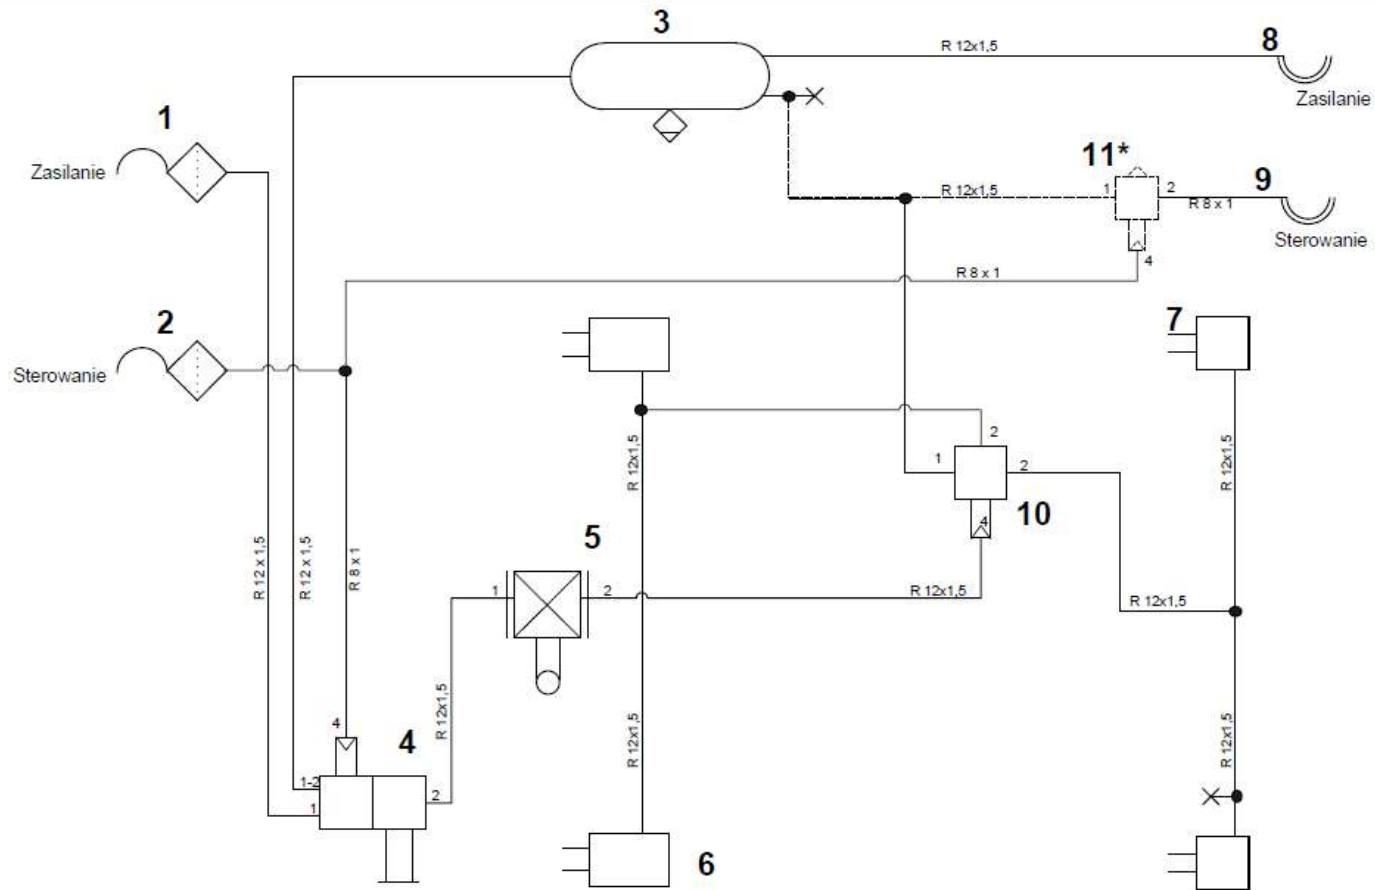 3
R 12x1,5
8
Zasilanie
1
Zasilanie
11*
1
R 12x1,5
2
R 8 x 1
9
Sterowanie
4
R 8 x 1
2
Sterowanie
7
2
1
2
10
4
R 12x1,5
R 12x1,5
5
1
2
R 12x1,5
R 12x1,5
R 12 x 1,5
R 12 x 1,5
R 8 x 1
R 12x1,5
R 12x1,5
R 12x1,5
4
4
1-2
1
2
6